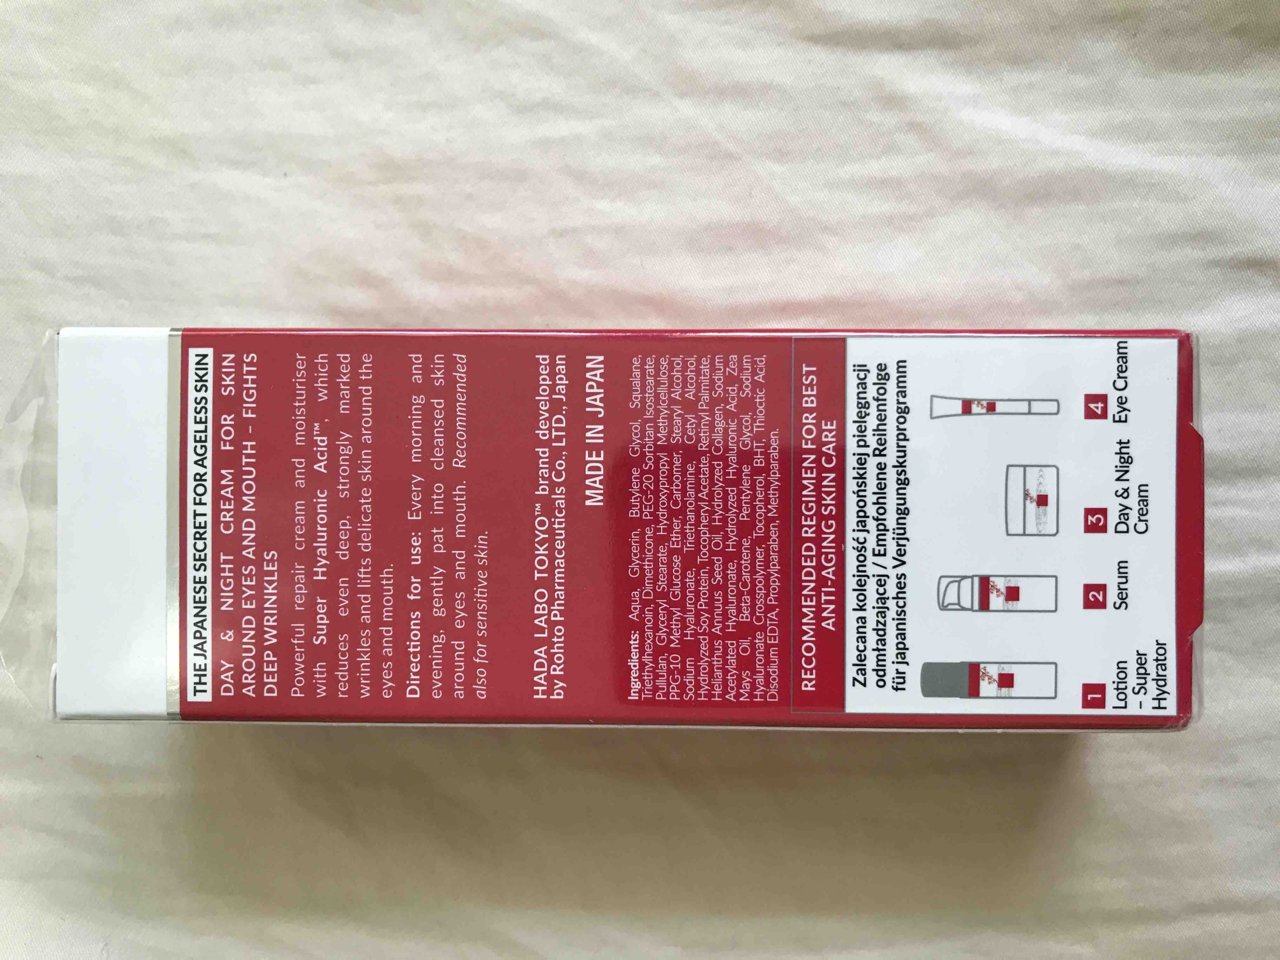 THE JAPANESE SECRET FOR AGELESS SKIN
DAY & NIGHT CREAM FOR SKIN
AROUND EYES AND MOUTH – FIGHTS
DEEP WRINKLES
Powerful repair cream and moisturiser
with Super Hyaluronic Acid™, which
reduces even deep, strongly marked
wrinkles and lifts delicate skin around the
eyes and mouth.
Directions for use: Every morning and
evening, gently pat into cleansed skin
around eyes and mouth. Recommended
also for sensitive skin.
HADA LABO TOKYO™ brand developed
by Rohto Pharmaceuticals Co., LTD., Japan
MADE IN JAPAN
Ingredients: Aqua, Glycerin, Butylene Glycol, Squalane,
Triethylhexanoin, Dimethicone, PEG-20 Sorbitan Isostearate,
Pullulan, Glyceryl Stearate, Hydroxypropyl Methylcellulose,
PPG-10 Methyl Glucose Ether, Carbomer, Stearyl Alcohol,
Sodium Hyaluronate, Triethanolamine, Cetyl Alcohol,
Hydrolyzed Soy Protein, Tocopheryl Acetate, Retinyl Palmitate,
Helianthus Annuus Seed Oil, Hydrolyzed Collagen, Sodium
Acetylated Hyaluronate, Hydrolyzed Hyaluronic Acid, Zea
Mays Oil, Beta-Carotene, Pentylene Glycol, Sodium
Hyaluronate Crosspolymer, Tocopherol, BHT, Thioctic Acid,
Disodium EDTA, Propylparaben, Methylparaben.
RECOMMENDED REGIMEN FOR BEST
ANTI-AGING SKIN CARE
Zalecana kolejność japońskiej pielęgnacji
odmładzającej / Empfohlene Reihenfolge
für japanisches Verjüngungskurprogramm
1
Lotion
– Super
Hydrator
2
Serum
3
Day & Night
Cream
4
Eye Cream